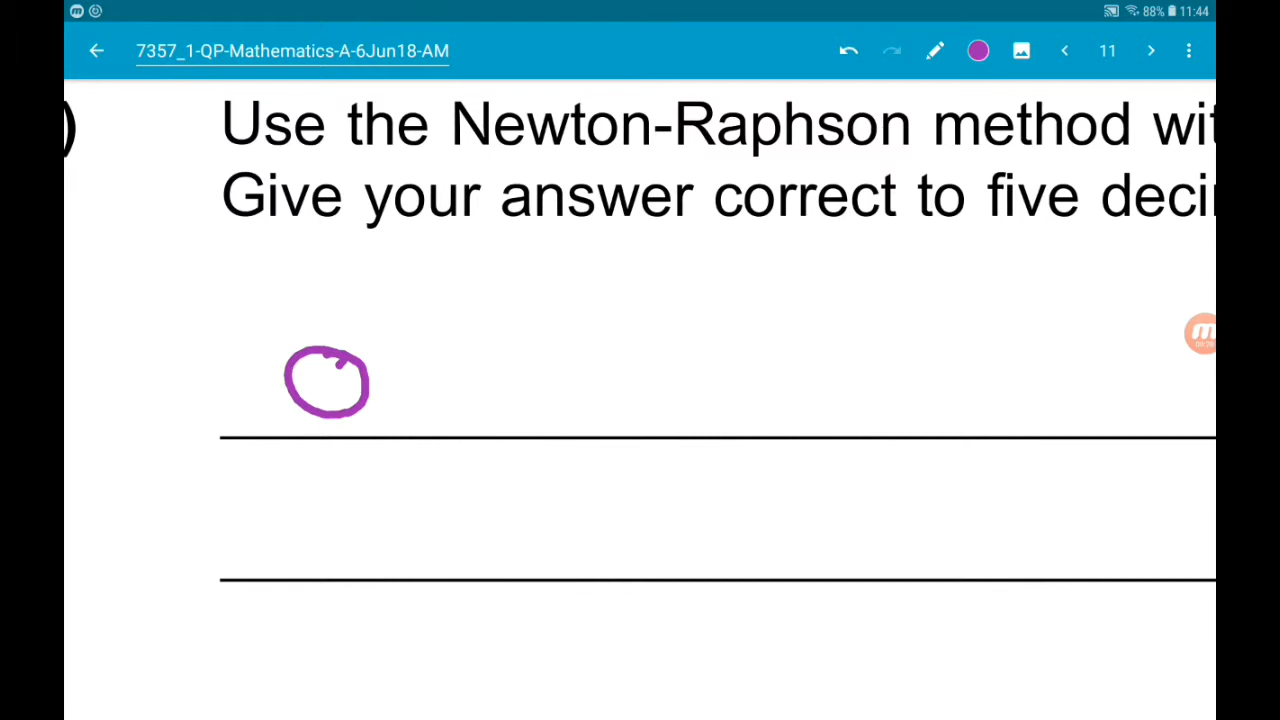 88% 11:44
7357_1-QP-Mathematics-A-6Jun18-AM 11
) Use the Newton-Raphson method wit
Give your answer correct to five deci